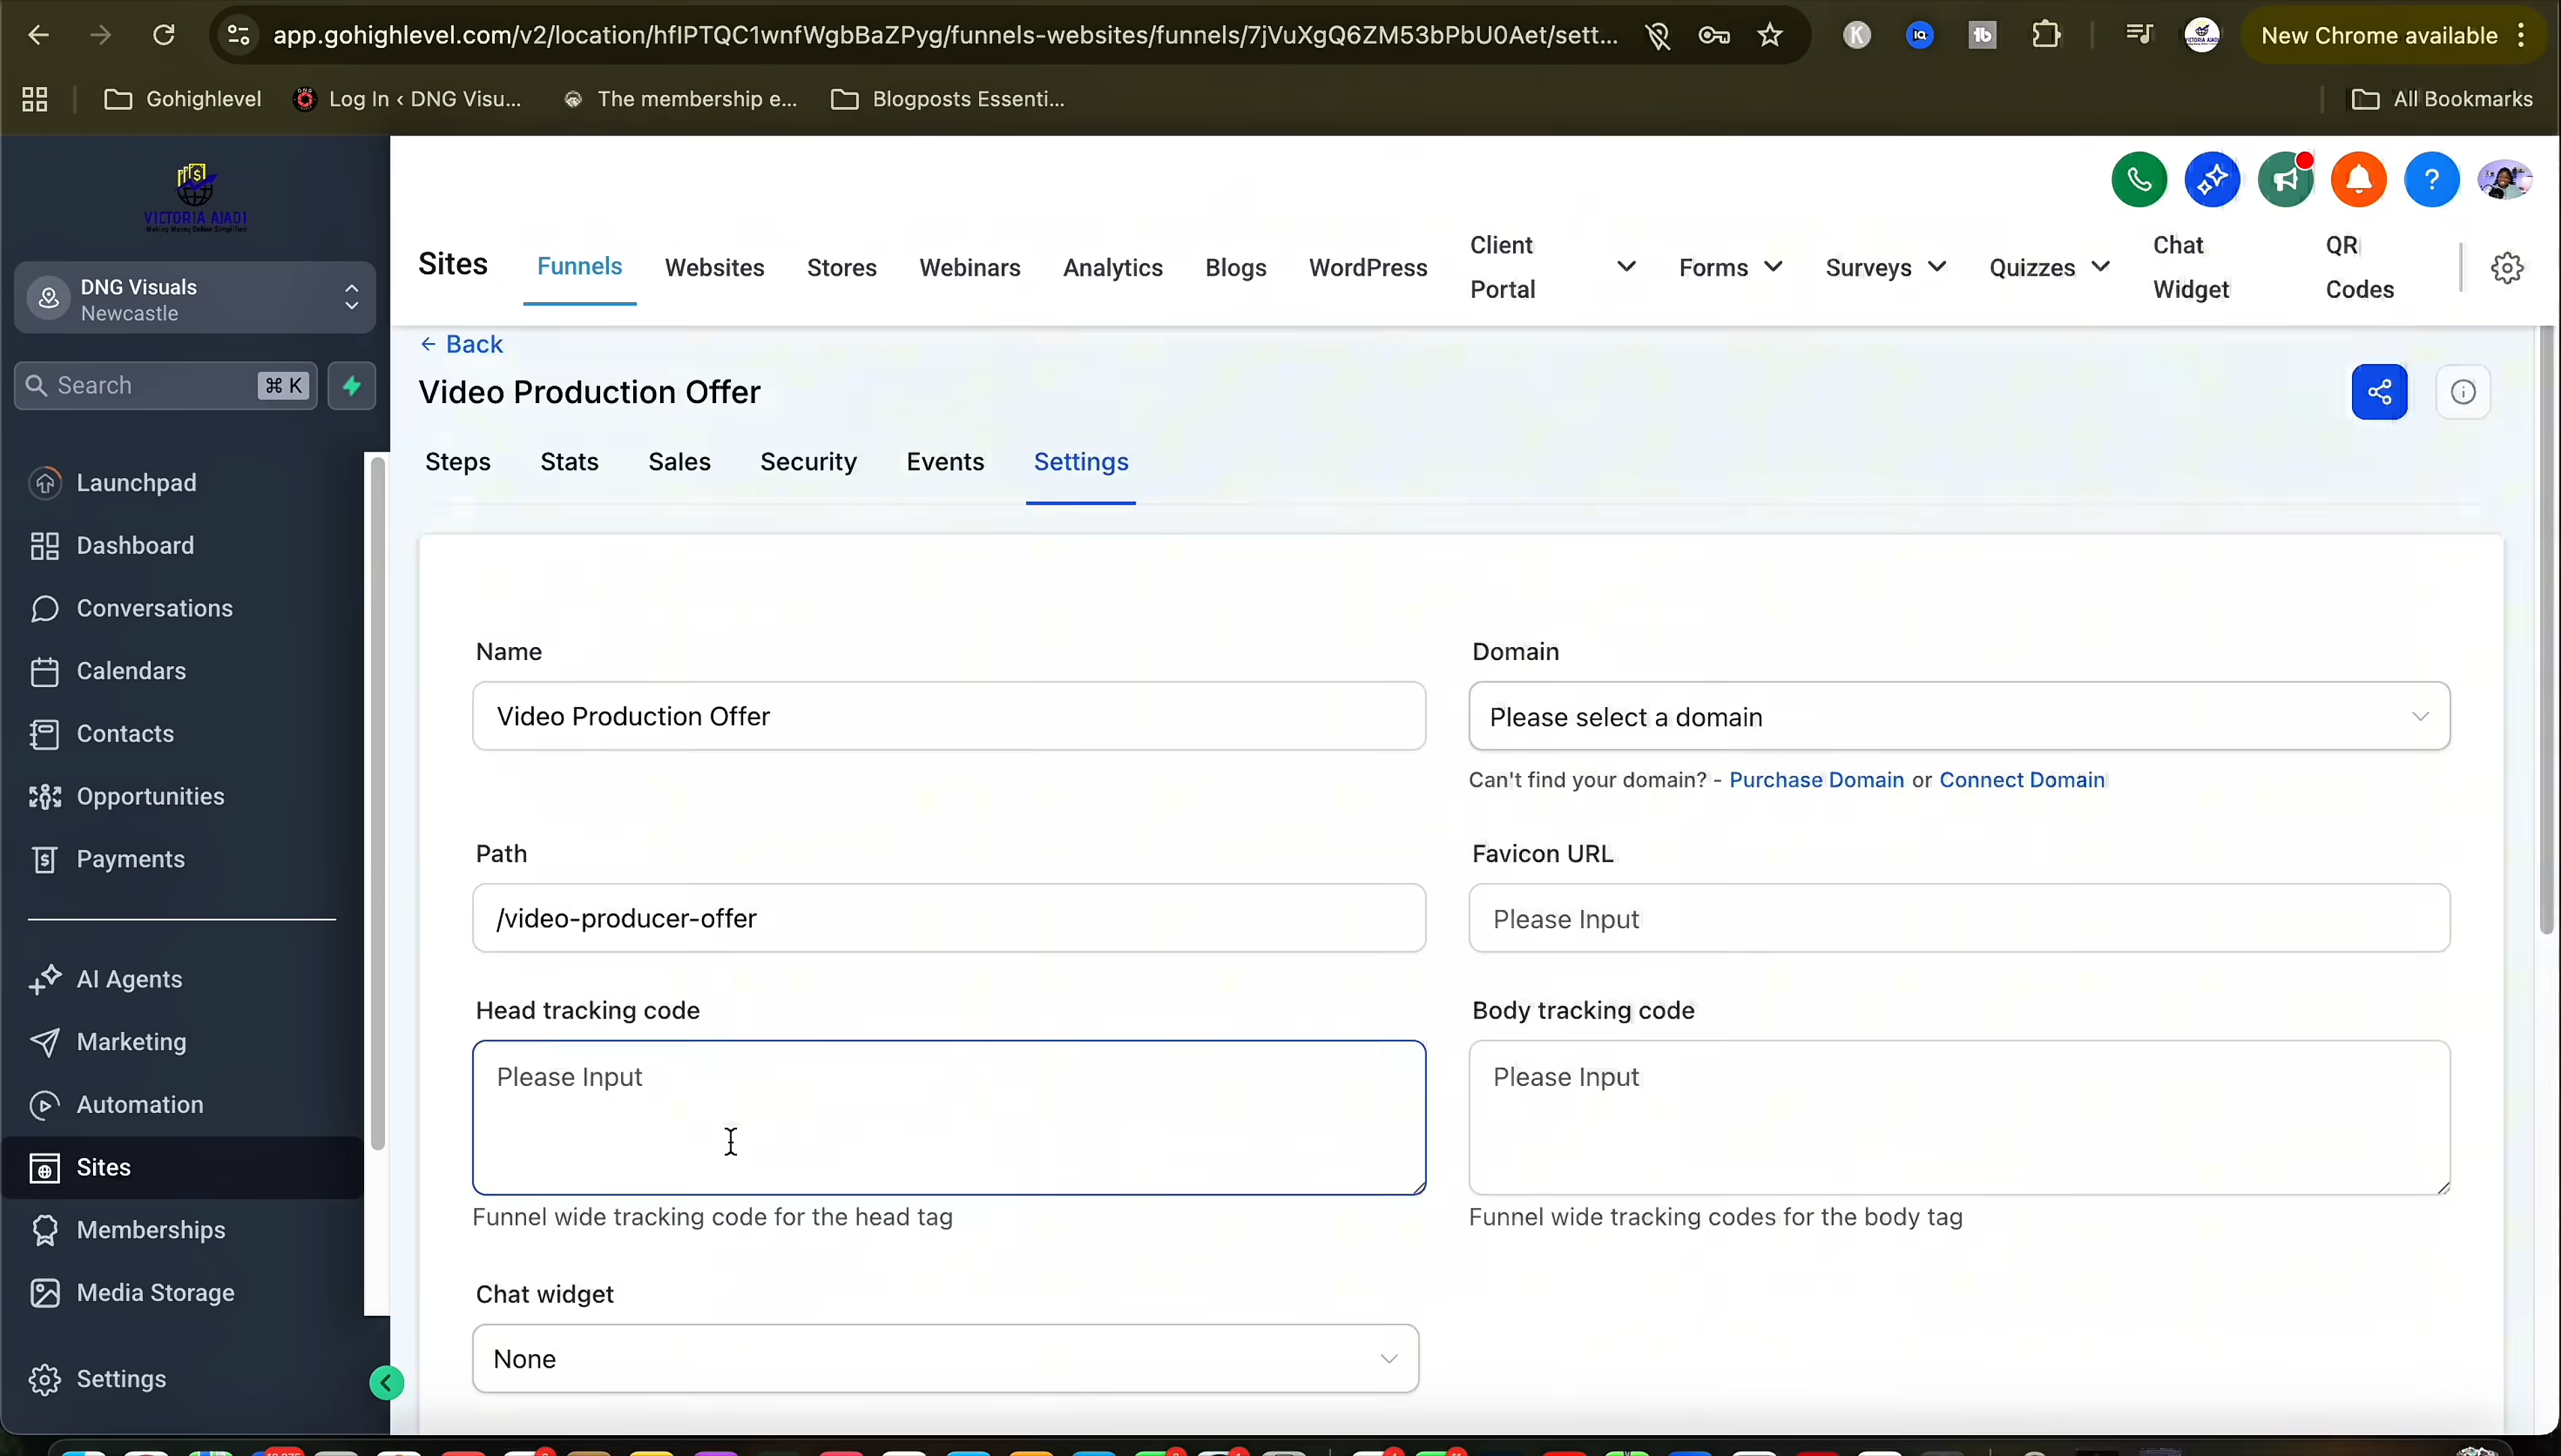 app.gohighlevel.com/v2/location/hfIPTQC1wnfWgbBaZPyg/funnels-websites/funnels/7jVuXgQ6ZM53bPbU0Aet/sett...
New Chrome available
Gohighlevel
Log In ‹ DNG Visu...
The membership e...
Blogposts Essenti...
All Bookmarks
VICTORIA AJADI
Making Money Online Simplified
DNG Visuals
Newcastle
Search
⌘ K
Launchpad
Dashboard
Conversations
Calendars
Contacts
Opportunities
Payments
AI Agents
Marketing
Automation
Sites
Memberships
Media Storage
Settings
Sites
Funnels
Websites
Stores
Webinars
Analytics
Blogs
WordPress
Client
Portal
Forms
Surveys
Quizzes
Chat
Widget
QR
Codes
← Back
Video Production Offer
Steps
Stats
Sales
Security
Events
Settings
Name
Video Production Offer
Domain
Please select a domain
Can't find your domain? - Purchase Domain or Connect Domain
Path
/video-producer-offer
Favicon URL
Please Input
Head tracking code
Please Input
Funnel wide tracking code for the head tag
Body tracking code
Please Input
Funnel wide tracking codes for the body tag
Chat widget
None